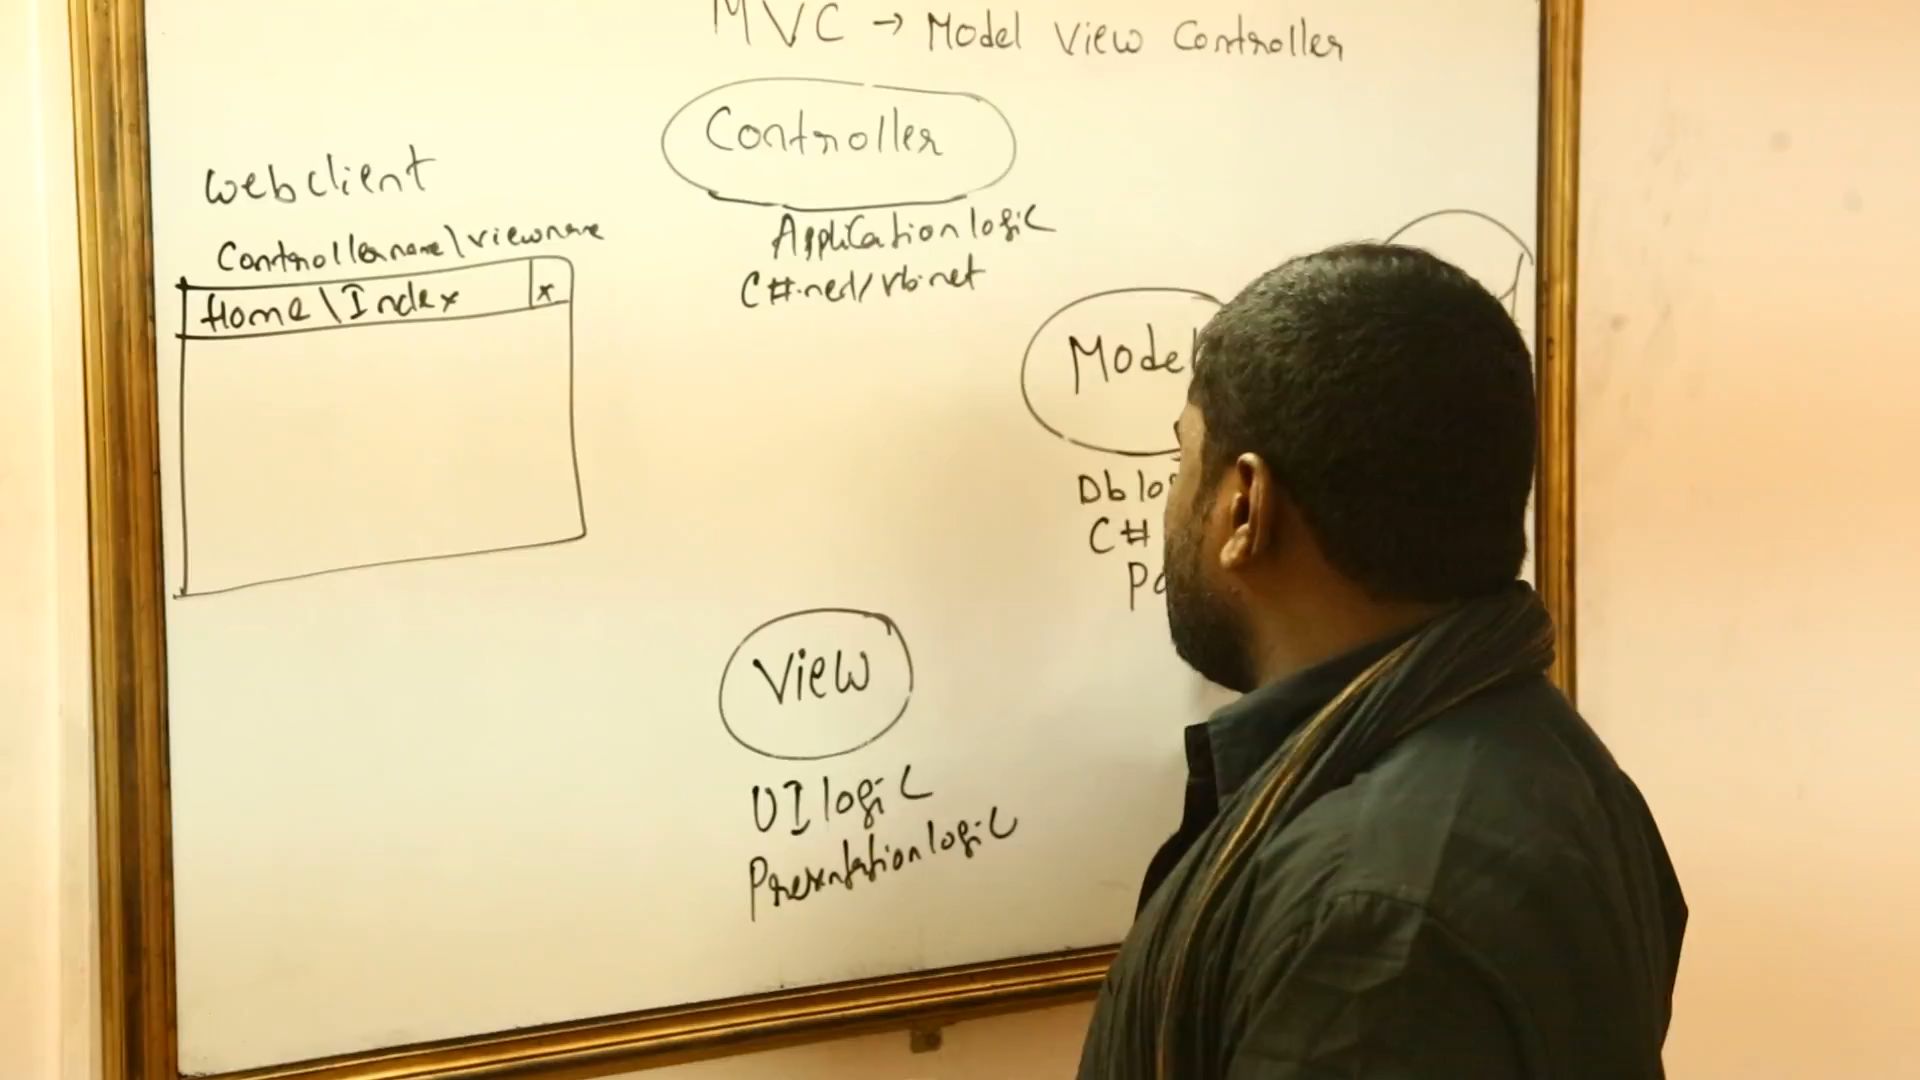 MVC → Model View Controller
Controller
Application logic
C#.net/vb.net
webclient
Controllername\viewname
Home\Index
x
Model
Db
C#
View
UI logic
Presentation logic